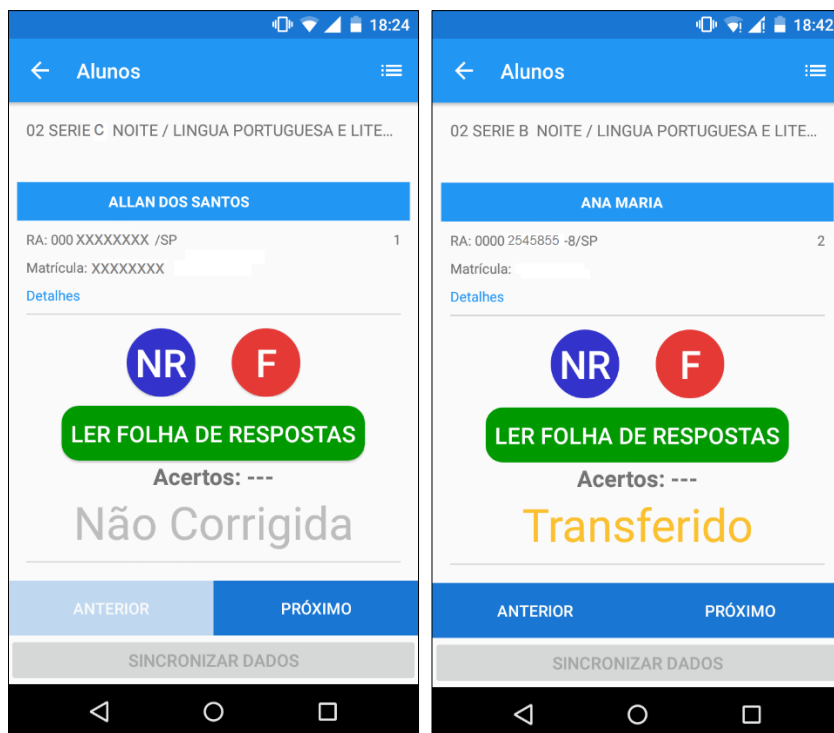 18:24
Alunos
02 SERIE C NOITE / LINGUA PORTUGUESA E LITE...
ALLAN DOS SANTOS
RA: 000 XXXXXXXX /SP 1
Matrícula: XXXXXXXX
Detalhes
NR F
LER FOLHA DE RESPOSTAS
Acertos: ---
Não Corrigida
ANTERIOR PRÓXIMO
SINCRONIZAR DADOS
18:42
Alunos
02 SERIE B NOITE / LINGUA PORTUGUESA E LITE...
ANA MARIA
RA: 0000 2545855 -8/SP 2
Matrícula:
Detalhes
NR F
LER FOLHA DE RESPOSTAS
Acertos: ---
Transferido
ANTERIOR PRÓXIMO
SINCRONIZAR DADOS